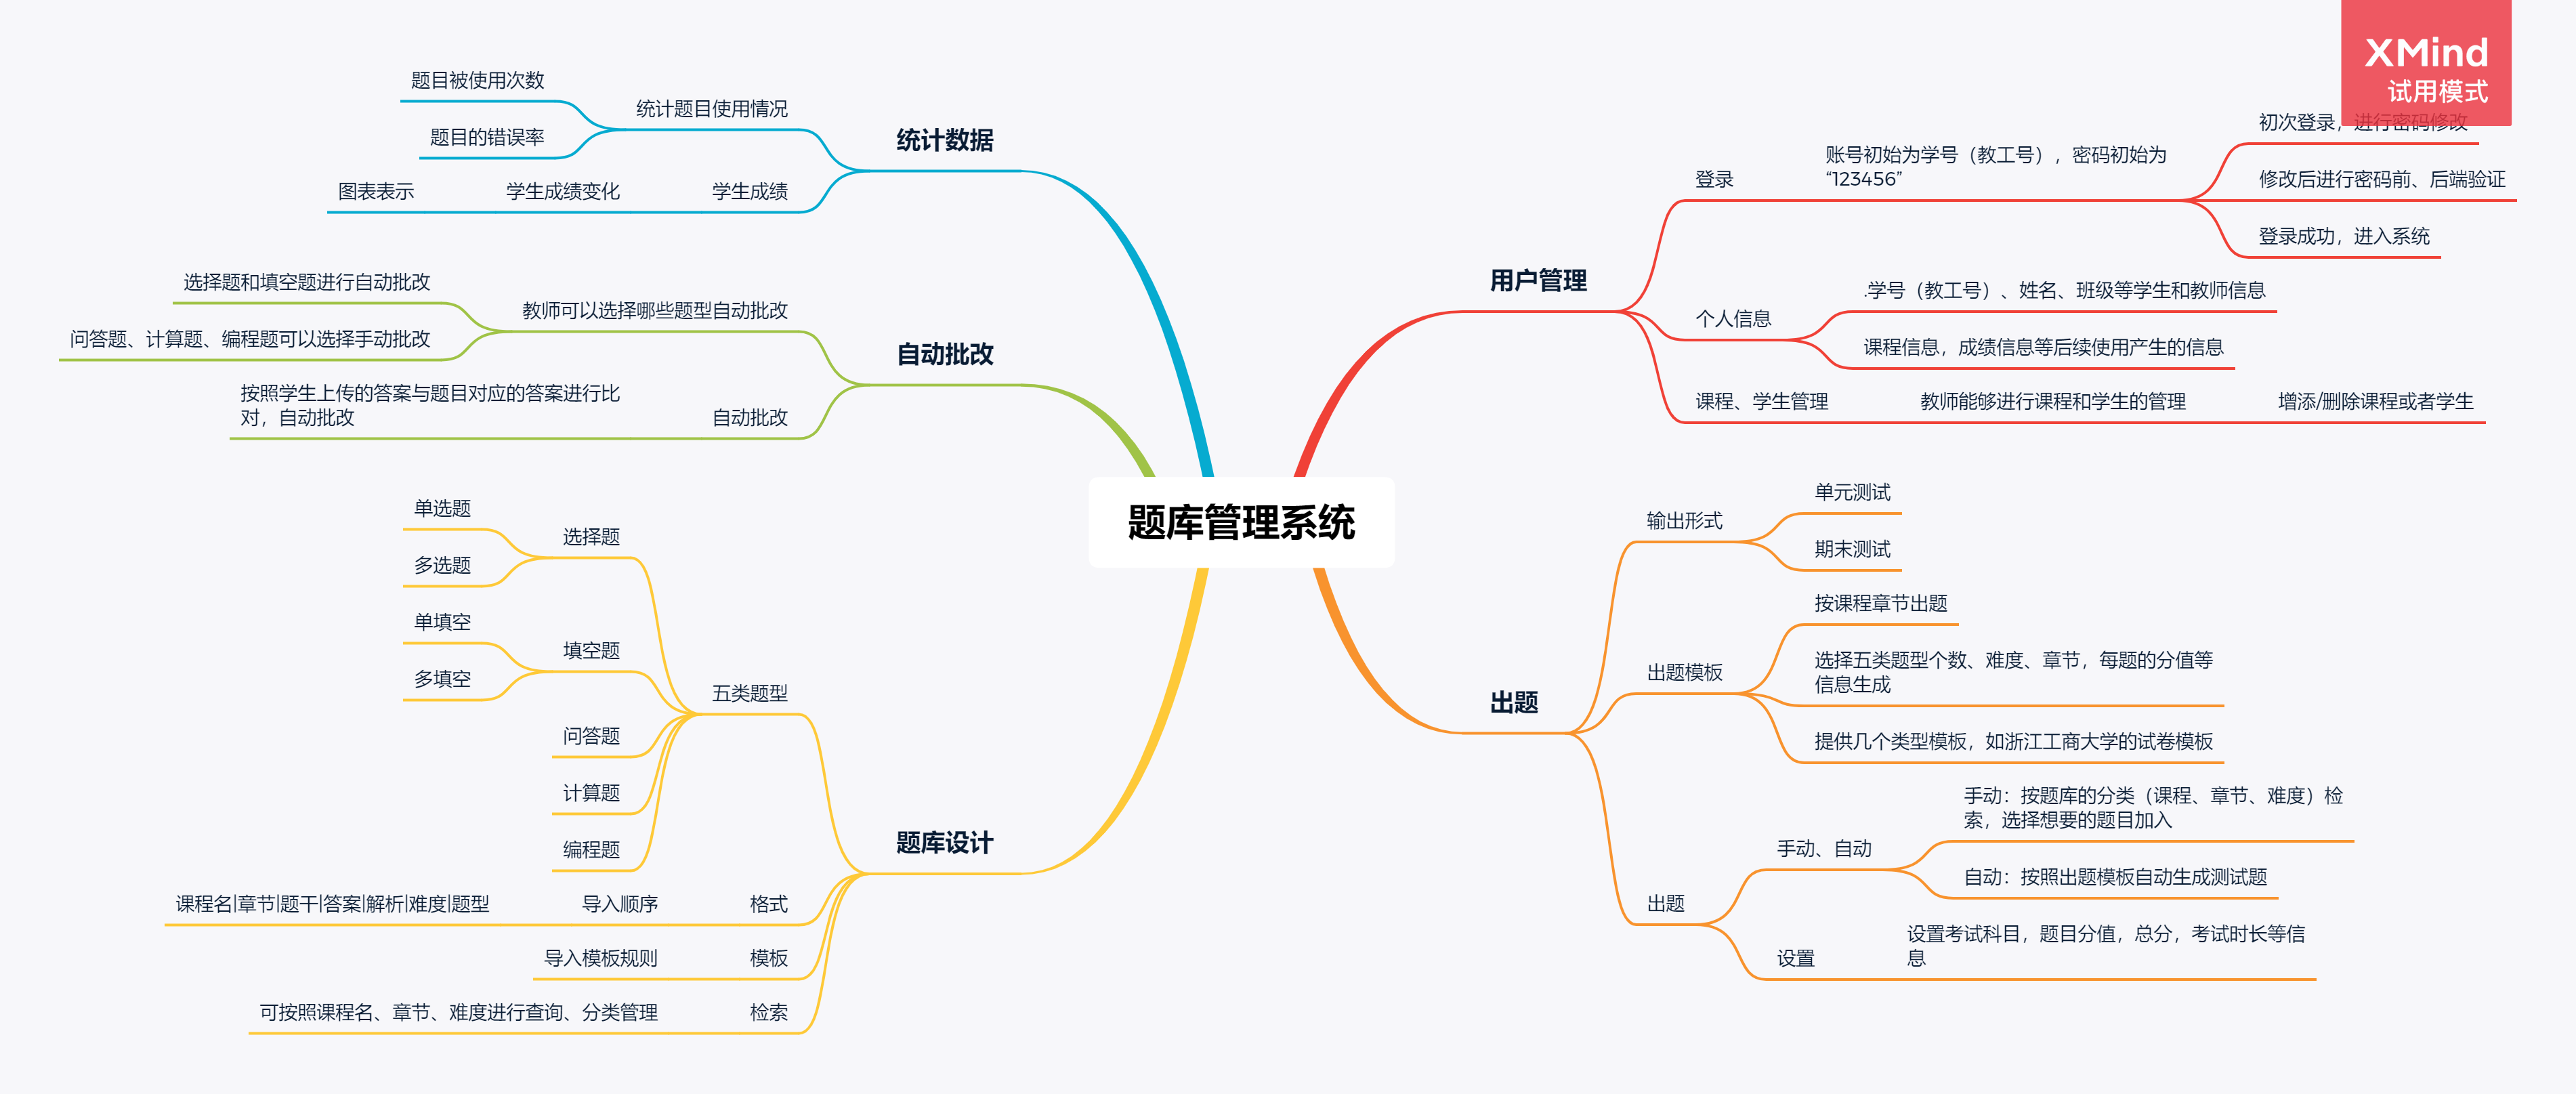 XMind
试用模式
题库管理系统
用户管理
登录
账号初始为学号（教工号），密码初始为
“123456”
初次登录，进行密码修改
修改后进行密码前、后端验证
登录成功，进入系统
个人信息
.学号（教工号）、姓名、班级等学生和教师信息
课程信息，成绩信息等后续使用产生的信息
课程、学生管理
教师能够进行课程和学生的管理
增添/删除课程或者学生
出题
输出形式
单元测试
期末测试
出题模板
按课程章节出题
选择五类题型个数、难度、章节，每题的分值等
信息生成
提供几个类型模板，如浙江工商大学的试卷模板
出题
手动、自动
手动：按题库的分类（课程、章节、难度）检
索，选择想要的题目加入
自动：按照出题模板自动生成测试题
设置
设置考试科目，题目分值，总分，考试时长等信
息
统计数据
统计题目使用情况
题目被使用次数
题目的错误率
学生成绩
学生成绩变化
图表表示
自动批改
教师可以选择哪些题型自动批改
选择题和填空题进行自动批改
问答题、计算题、编程题可以选择手动批改
自动批改
按照学生上传的答案与题目对应的答案进行比
对，自动批改
题库设计
五类题型
选择题
单选题
多选题
填空题
单填空
多填空
问答题
计算题
编程题
格式
导入顺序
课程名|章节|题干|答案|解析|难度|题型
模板
导入模板规则
检索
可按照课程名、章节、难度进行查询、分类管理